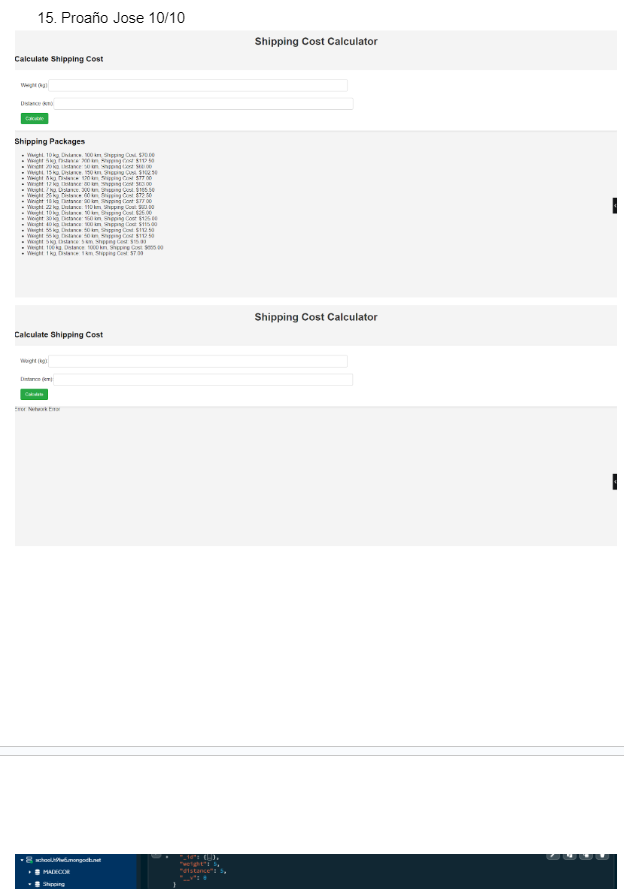 15. Proaño Jose 10/10
Shipping Cost Calculator
Calculate Shipping Cost
Weight (kg):
Distance (km):
Calculate
Shipping Packages
Weight: 10 kg, Distance: 100 km, Shipping Cost: $70.00
Weight: 5 kg, Distance: 200 km, Shipping Cost: $112.50
Weight: 20 kg, Distance: 50 km, Shipping Cost: $60.00
Weight: 15 kg, Distance: 150 km, Shipping Cost: $102.50
Weight: 8 kg, Distance: 120 km, Shipping Cost: $77.00
Weight: 12 kg, Distance: 80 km, Shipping Cost: $63.00
Weight: 7 kg, Distance: 300 km, Shipping Cost:
Weight: 25 kg, Distance: 60 km, Shipping Cost: $72.50
Weight: 18 kg, Distance: 90 km, Shipping Cost: $77.00
Weight: 22 kg, Distance: 110 km, Shipping Cost: $93.00
Weight: 10 kg, Distance: 10 km, Shipping Cost: $25.00
Weight: 30 kg, Distance: 150 km, Shipping Cost: $125.00
Weight: 40 kg, Distance: 100 km, Shipping Cost: $115.00
Weight: 55 kg, Distance: 50 km, Shipping Cost: $112.50
Weight: 55 kg, Distance: 50 km, Shipping Cost: $112.50
Weight: 5 kg, Distance: 5 km, Shipping Cost: $15.00
Weight: 100 kg, Distance: 1000 km, Shipping Cost: $655.00
Weight: 1 kg, Distance: 1 km, Shipping Cost: $7.00
Shipping Cost Calculator
Calculate Shipping Cost
Weight (kg):
Distance (km):
Calculate
Error: Network Error
"_id": {
"weight": 5,
"distance": 5,
"__v": 0
}
MADECOR
Shipping